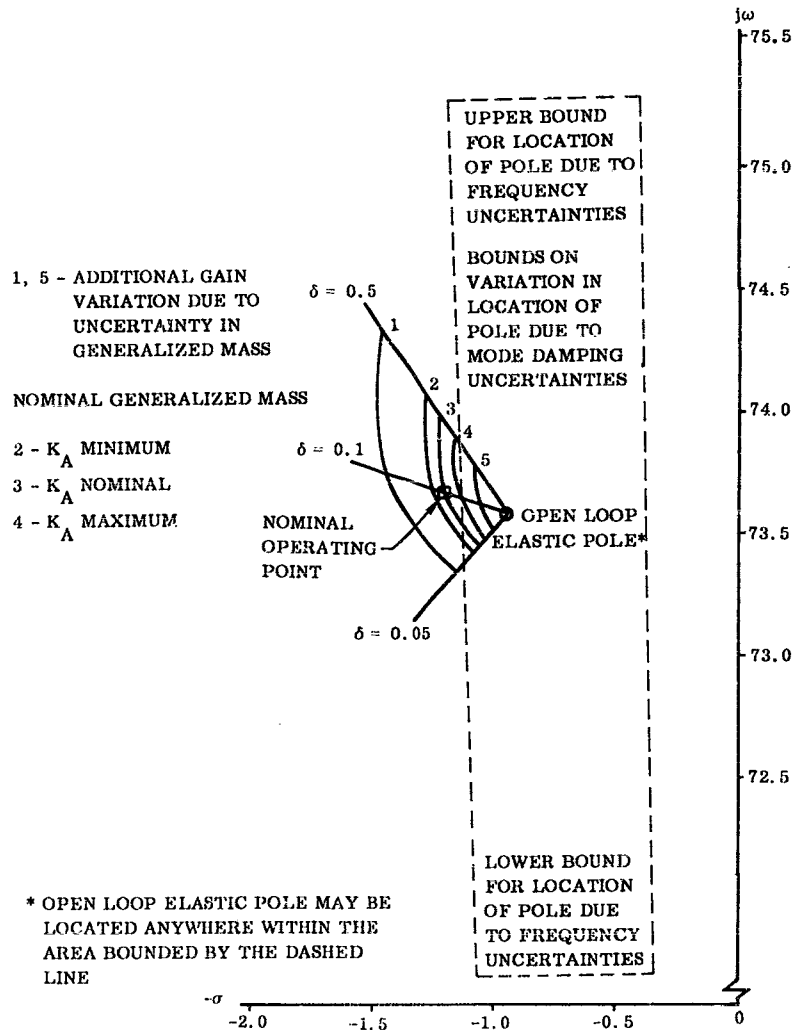 jω
75.5
75.0
74.5
74.0
73.5
73.0
72.5
UPPER BOUND
FOR LOCATION
OF POLE DUE TO
FREQUENCY
UNCERTAINTIES
BOUNDS ON
VARIATION IN
LOCATION OF
POLE DUE TO
MODE DAMPING
UNCERTAINTIES
1, 5 - ADDITIONAL GAIN
VARIATION DUE TO
UNCERTAINTY IN
GENERALIZED MASS
NOMINAL GENERALIZED MASS
2 - K_A MINIMUM
3 - K_A NOMINAL
4 - K_A MAXIMUM
δ = 0.5
1
2
3
4
5
δ = 0.1
NOMINAL
OPERATING
POINT
OPEN LOOP
ELASTIC POLE*
δ = 0.05
LOWER BOUND
FOR LOCATION
OF POLE DUE
TO FREQUENCY
UNCERTAINTIES
* OPEN LOOP ELASTIC POLE MAY BE
LOCATED ANYWHERE WITHIN THE
AREA BOUNDED BY THE DASHED
LINE
-σ
-2.0
-1.5
-1.0
-0.5
0